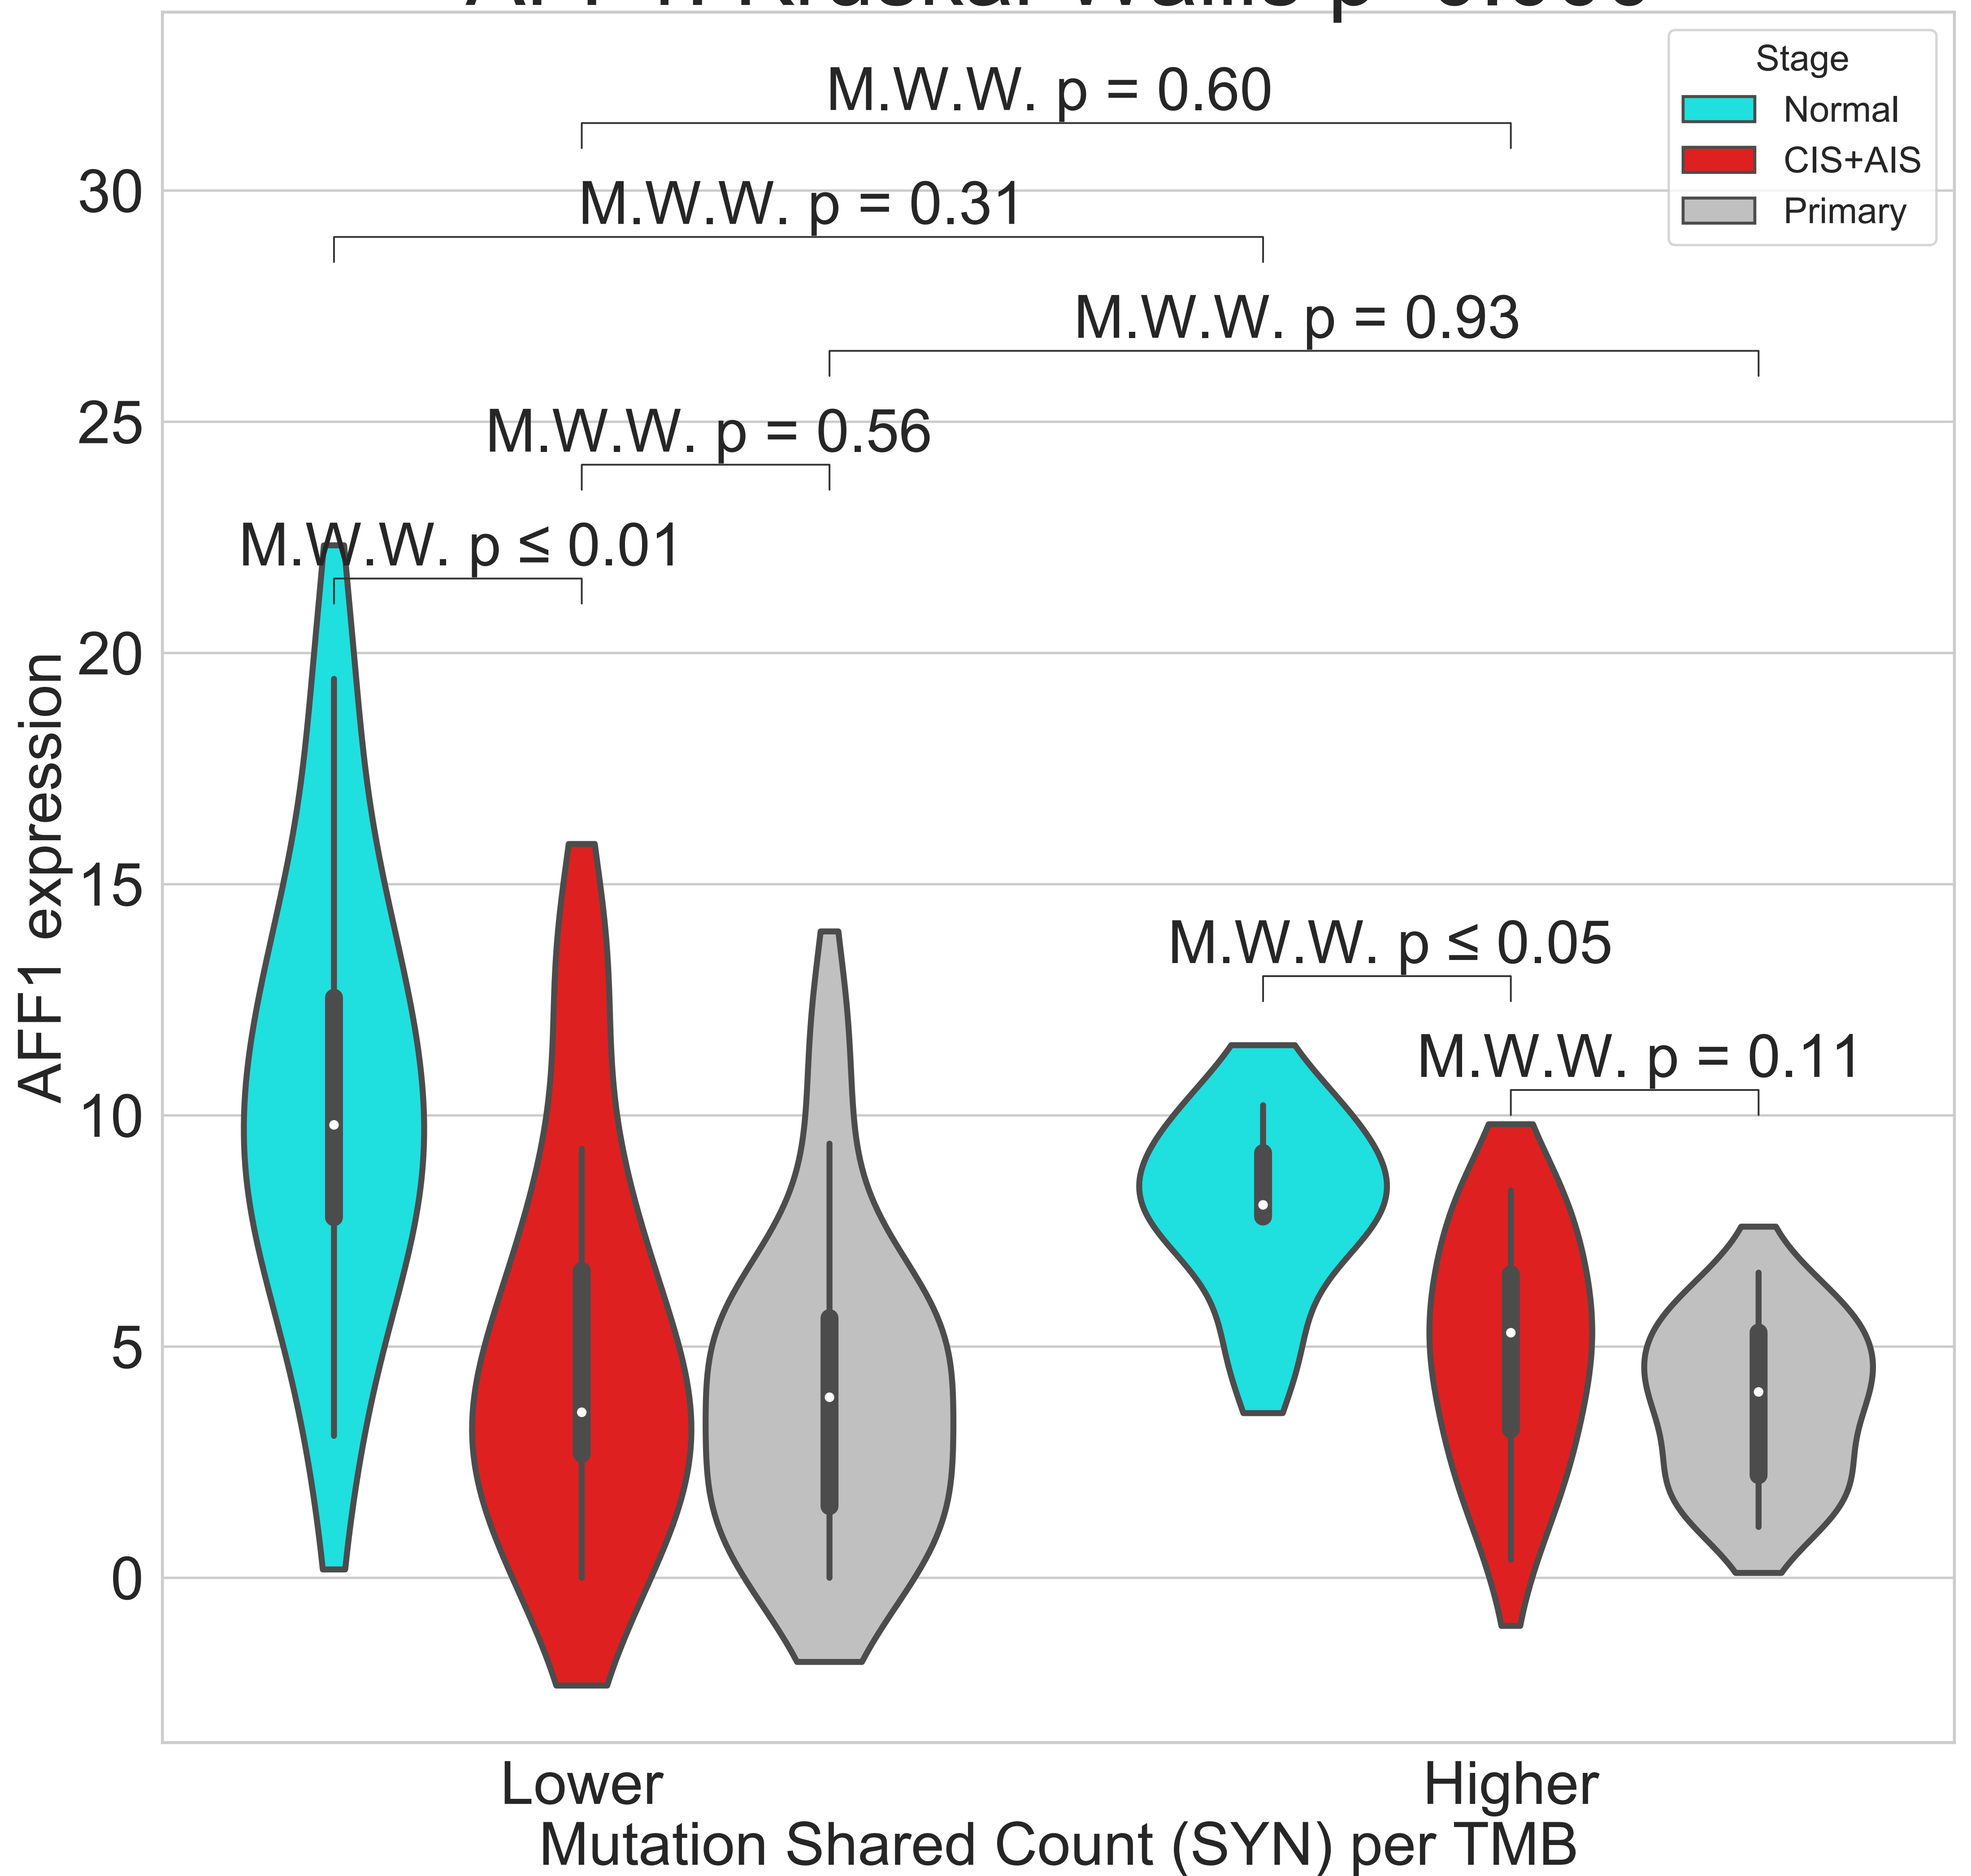 Stage
Normal
CIS+AIS
Primary
M.W.W. p = 0.60
M.W.W. p = 0.31
M.W.W. p = 0.93
M.W.W. p = 0.56
M.W.W. p ≤ 0.01
M.W.W. p ≤ 0.05
M.W.W. p = 0.11
30
25
20
15
10
5
0
AFF1 expression
Lower
Higher
Mutation Shared Count (SYN) per TMB